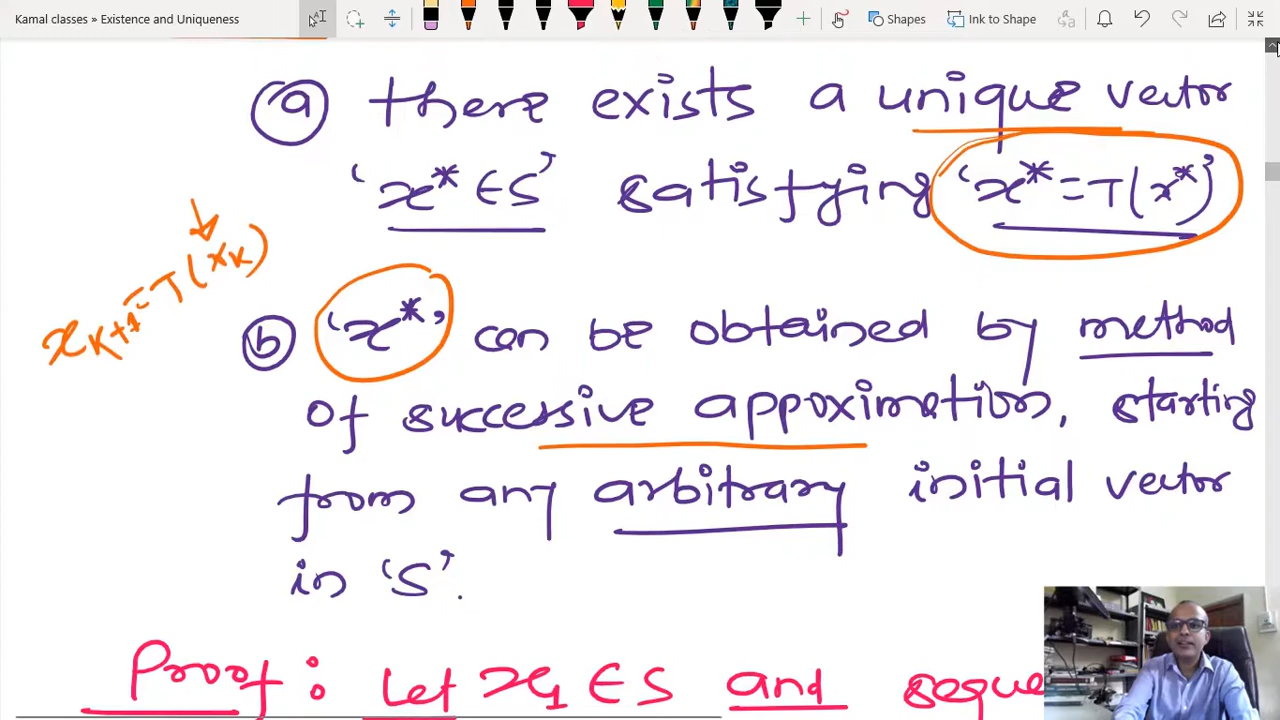 Kamal classes » Existence and Uniqueness
Shapes
Ink to Shape
ⓐ there exists a unique vector
'x* ∈ S' satisfying 'x* = T(x*)'
x_{K+1} = T(x_K)
ⓑ 'x*' can be obtained by method
of successive appoximation, starting
from any arbitrary initial vector
in 'S'.
Proof : Let x₁ ∈ S and seque